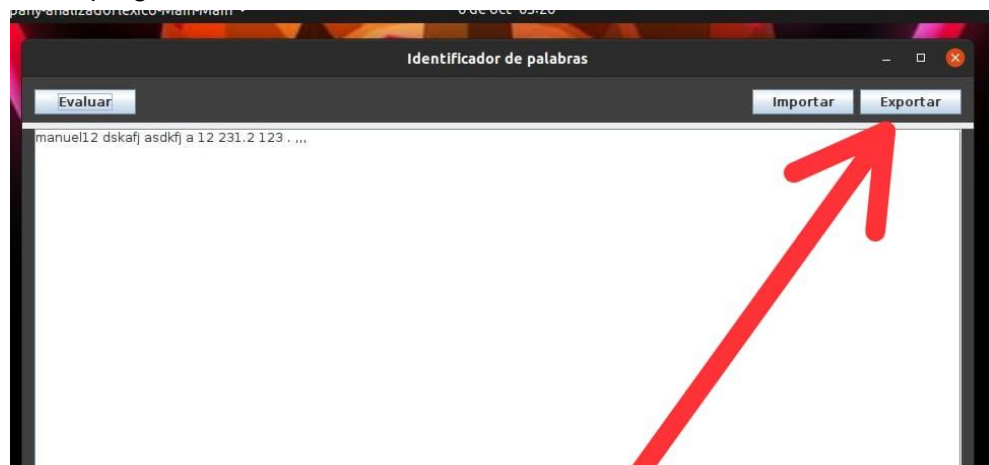 Identificador de palabras
Evaluar Importar Exportar
manuel12 dskafj asdkfj a 12 231.2 123 . ,,,